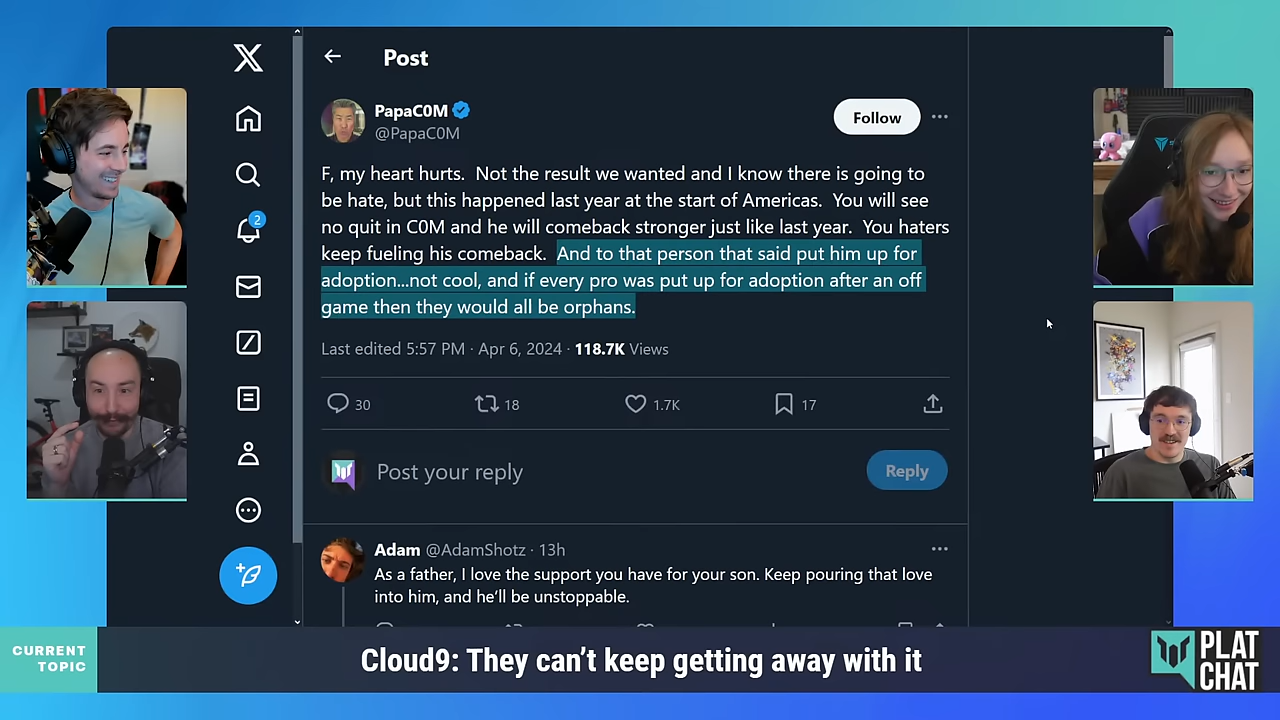 Post
PapaC0M
@PapaC0M
Follow
F, my heart hurts.  Not the result we wanted and I know there is going to
be hate, but this happened last year at the start of Americas.  You will see
no quit in C0M and he will comeback stronger just like last year.  You haters
keep fueling his comeback.  And to that person that said put him up for
adoption...not cool, and if every pro was put up for adoption after an off
game then they would all be orphans.
Last edited 5:57 PM · Apr 6, 2024 · 118.7K Views
30
18
1.7K
17
2
Post your reply
Reply
Adam @AdamShotz · 13h
As a father, I love the support you have for your son. Keep pouring that love
into him, and he'll be unstoppable.
CURRENT
TOPIC
Cloud9: They can't keep getting away with it
PLAT
CHAT